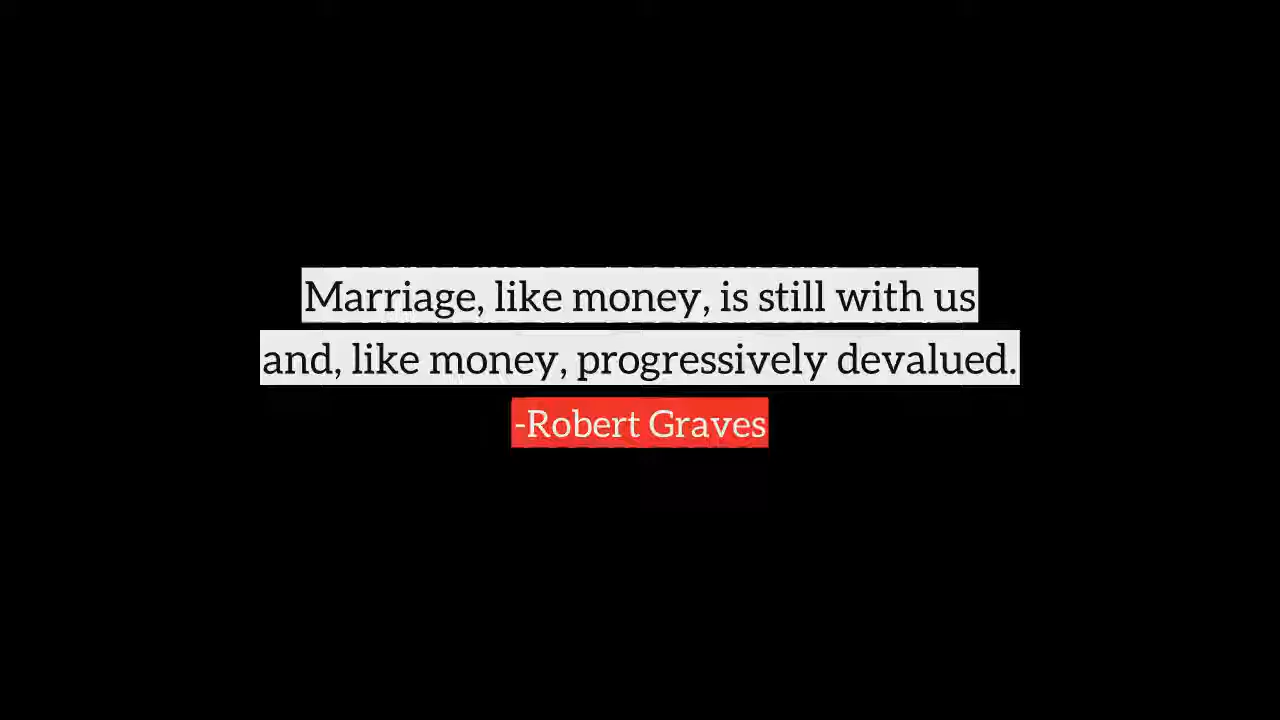 Marriage, like money, is still with us
and, like money, progressively devalued.
-Robert Graves